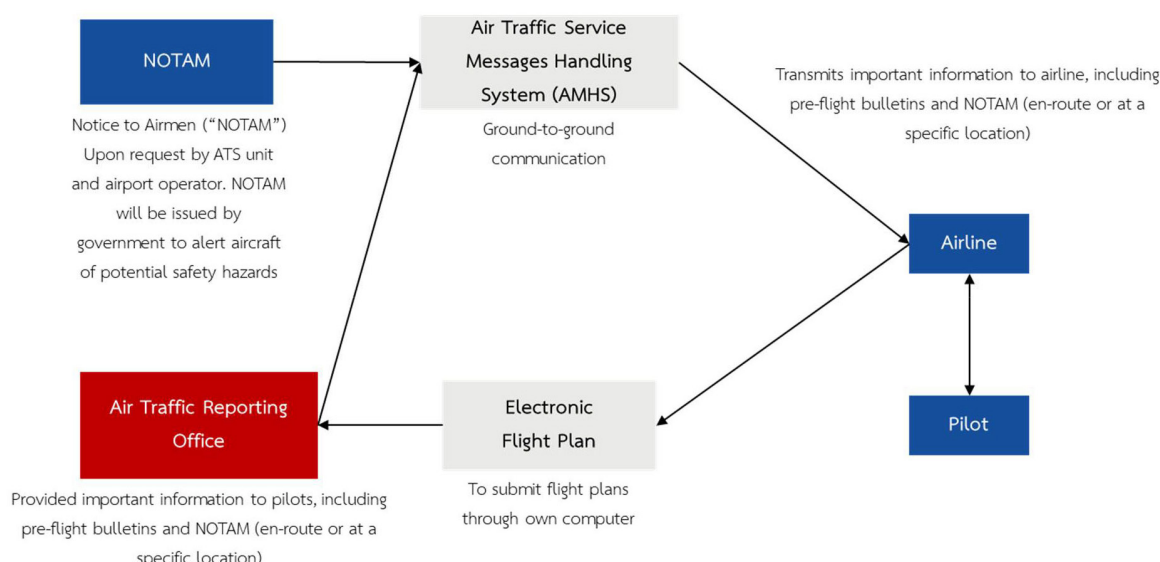 NOTAM
Notice to Airmen (“NOTAM”)
Upon request by ATS unit
and airport operator. NOTAM
will be issued by
government to alert aircraft
of potential safety hazards
Air Traffic Service
Messages Handling
System (AMHS)
Ground-to-ground
communication
Transmits important information to airline, including
pre-flight bulletins and NOTAM (en-route or at a
specific location)
Airline
Pilot
Electronic
Flight Plan
To submit flight plans
through own computer
Air Traffic Reporting
Office
Provided important information to pilots, including
pre-flight bulletins and NOTAM (en-route or at a
specific location)